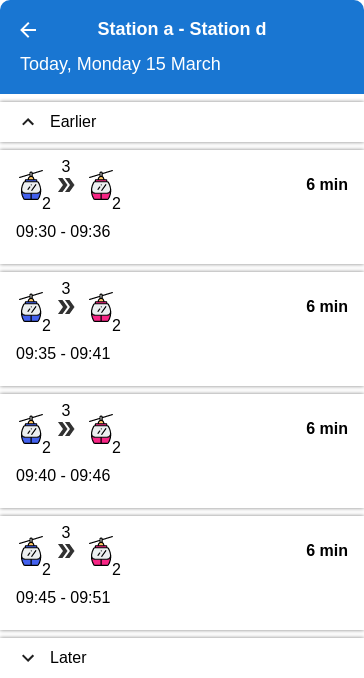 Station a - Station d
Today, Monday 15 March
Earlier
3
2 2 6 min
09:30 - 09:36
3
2 2 6 min
09:35 - 09:41
3
2 2 6 min
09:40 - 09:46
3
2 2 6 min
09:45 - 09:51
Later